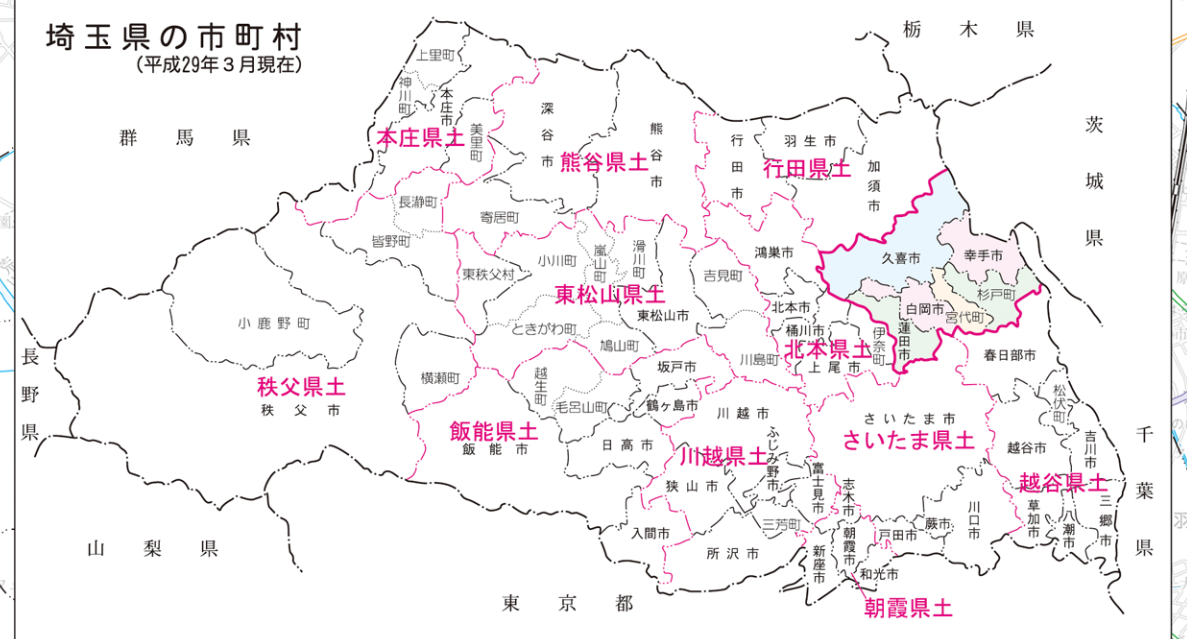 埼玉県の市町村
(平成29年3月現在)
栃木県
群馬県
茨城県
長野県
山梨県
東京都
千葉県
上里町
神川町
本庄市
美里町
本庄県土
深谷市
熊谷市
熊谷県土
行田市
羽生市
加須市
行田県土
長瀞町
皆野町
寄居町
東秩父村
小川町
嵐山町
滑川町
吉見町
鴻巣市
久喜市
幸手市
杉戸町
白岡市
宮代町
蓮田市
東松山県土
東松山市
北本市
桶川市
北本県土
上尾市
伊奈町
春日部市
小鹿野町
ときがわ町
鳩山町
川島町
秩父県土
秩父市
横瀬町
越生町
毛呂山町
坂戸市
鶴ヶ島市
川越市
さいたま市
さいたま県土
松伏町
飯能県土
飯能市
日高市
川越県土
ふじみ野市
狭山市
富士見市
志木市
越谷市
吉川市
越谷県土
草加市
八潮市
三郷市
入間市
三芳町
所沢市
新座市
朝霞市
和光市
朝霞県土
戸田市
蕨市
川口市
羽
原